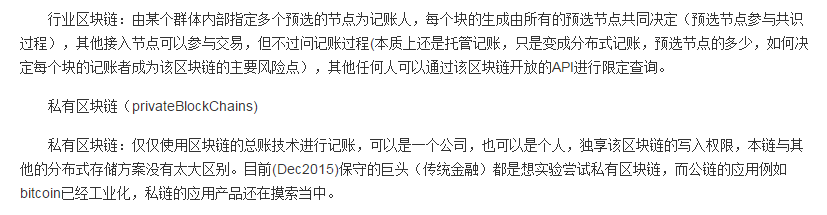 行业区块链：由某个群体内部指定多个预选的节点为记账人，每个块的生成由所有的预选节点共同决定（预选节点参与共识
过程），其他接入节点可以参与交易，但不过问记账过程(本质上还是托管记账，只是变成分布式记账，预选节点的多少，如何决
定每个块的记账者成为该区块链的主要风险点），其他任何人可以通过该区块链开放的API进行限定查询。
私有区块链（privateBlockChains)
私有区块链：仅仅使用区块链的总账技术进行记账，可以是一个公司，也可以是个人，独享该区块链的写入权限，本链与其
他的分布式存储方案没有太大区别。目前(Dec2015)保守的巨头（传统金融）都是想实验尝试私有区块链，而公链的应用例如
bitcoin已经工业化，私链的应用产品还在摸索当中。